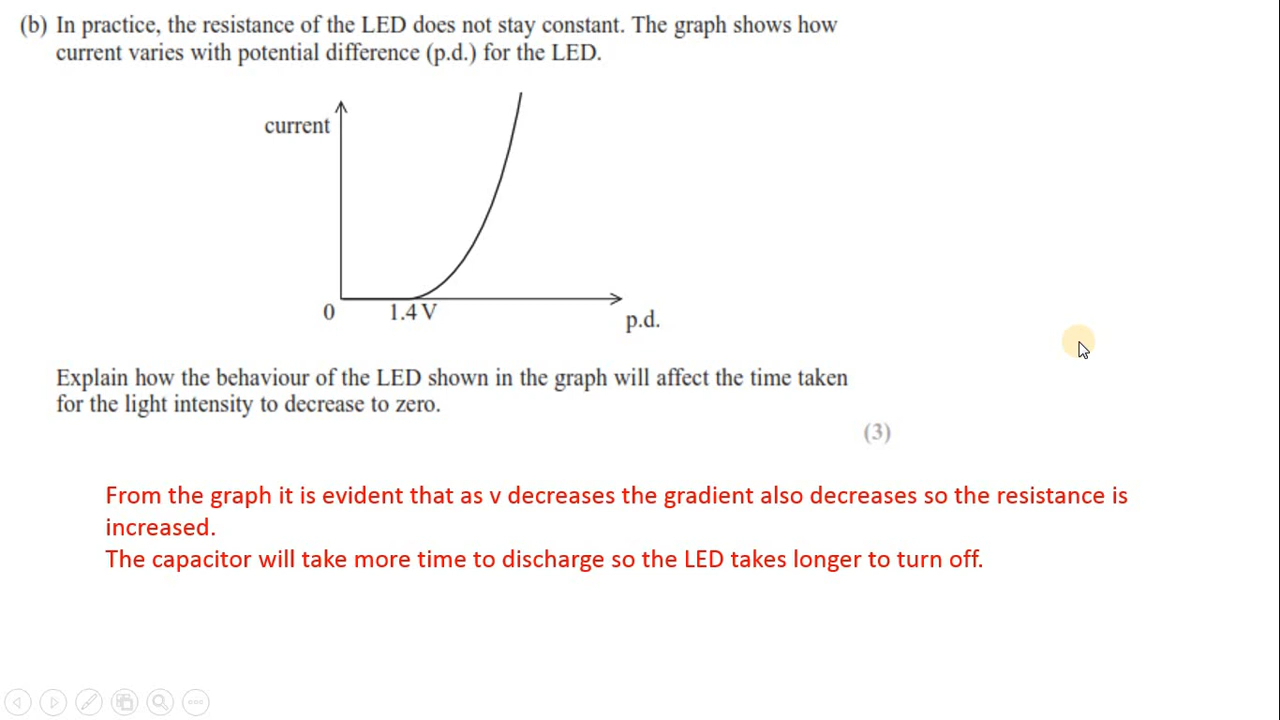 (b) In practice, the resistance of the LED does not stay constant. The graph shows how
current varies with potential difference (p.d.) for the LED.
current
0
1.4 V
p.d.
Explain how the behaviour of the LED shown in the graph will affect the time taken
for the light intensity to decrease to zero.
(3)
From the graph it is evident that as v decreases the gradient also decreases so the resistance is
increased.
The capacitor will take more time to discharge so the LED takes longer to turn off.